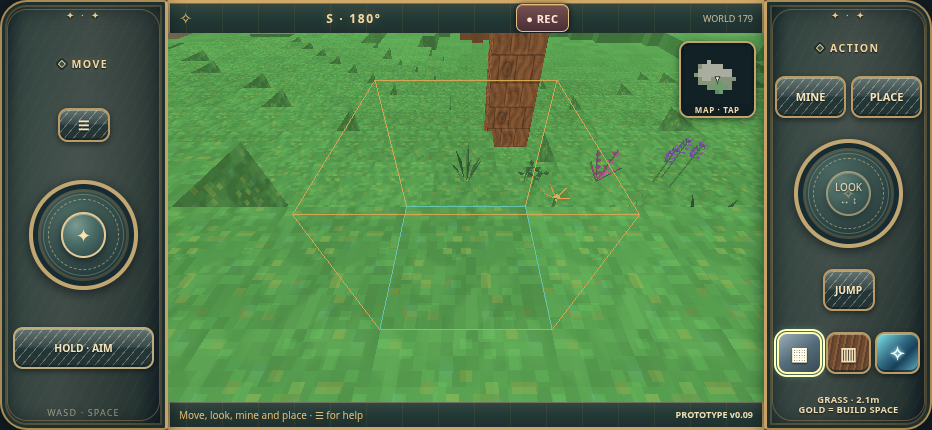 MOVE
HOLD · AIM
WASD · SPACE
S · 180°
● REC
WORLD 179
MAP · TAP
Move, look, mine and place · ☰ for help
PROTOTYPE v0.09
ACTION
MINE
PLACE
LOOK
JUMP
GRASS · 2.1m
GOLD = BUILD SPACE